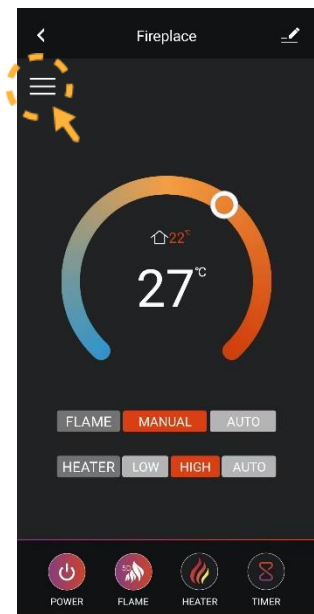 Fireplace
22℃
27℃
FLAME MANUAL AUTO
HEATER LOW HIGH AUTO
POWER FLAME HEATER TIMER